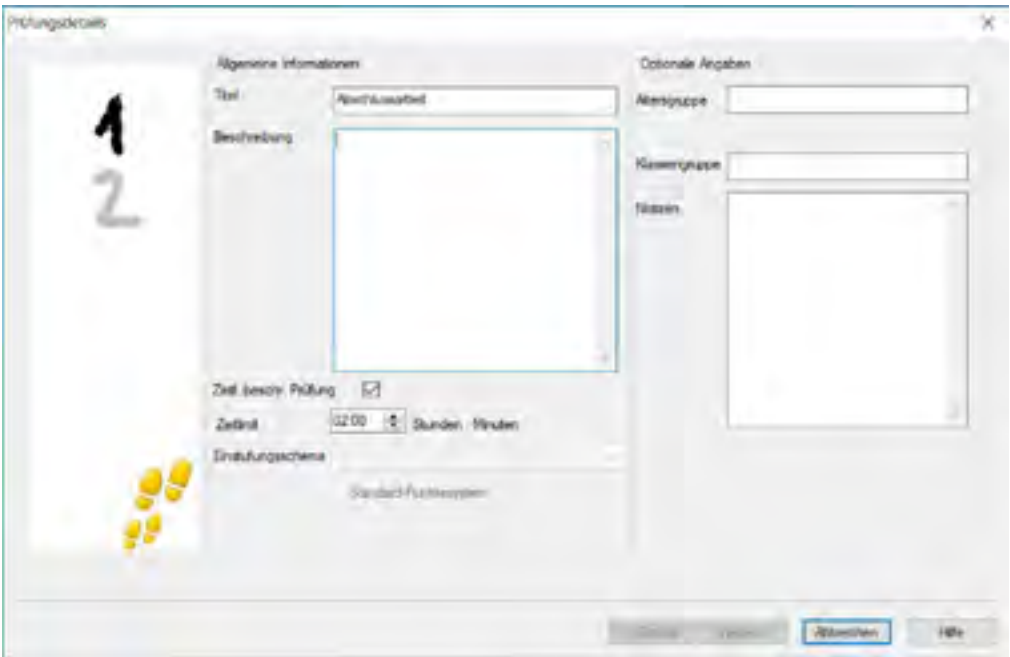 Prüfungsdetails
1
2
Allgemeine Informationen
Titel
Abschlussarbeit
Beschreibung
Zeitl. beschr. Prüfung
Zeitlimit
02:00
Stunden : Minuten
Einstufungsschema
Standard-Punktesystem
Optionale Angaben
Altersgruppe
Klassengruppe
Notizen
Abbrechen
Hilfe